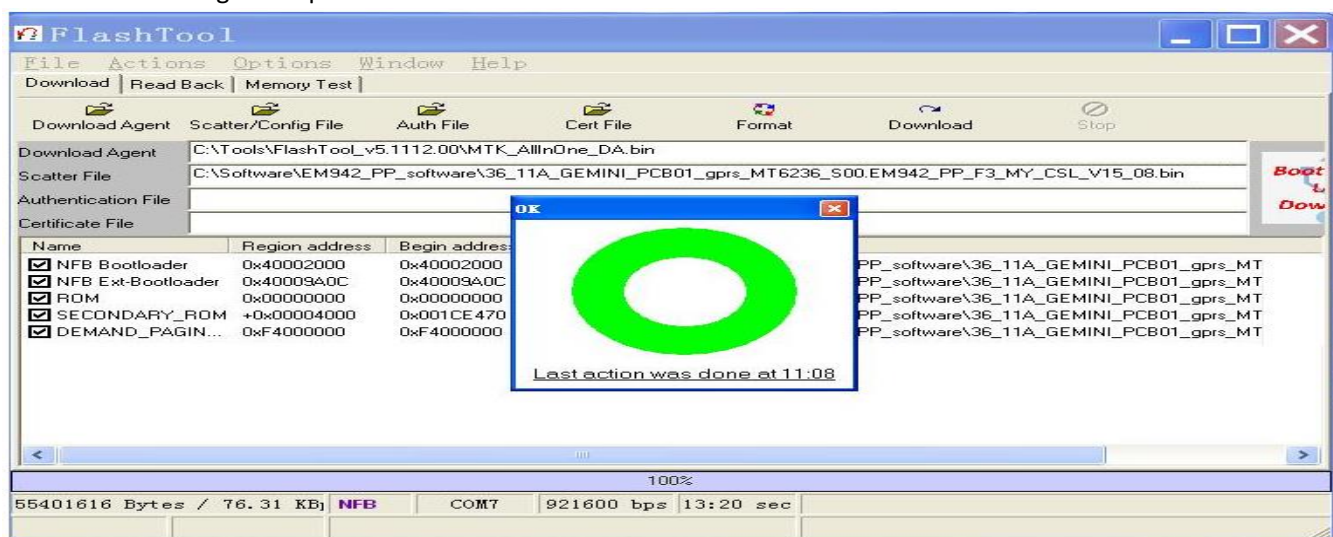 FlashTool
File Actions Options Window Help
Download Read Back Memory Test
Download Agent Scatter/Config File Auth File Cert File Format Download Stop
Download Agent C:\Tools\FlashTool_v5.1112.00\MTK_AllInOne_DA.bin
Scatter File C:\Software\EM942_PP_software\36_11A_GEMINI_PCB01_gprs_MT6236_S00.EM942_PP_F3_MY_CSL_V15_08.bin
Authentication File
Certificate File
Boot
Dow
OK
Last action was done at 11:08
Name Region address Begin addres
NFB Bootloader 0x40002000 0x40002000 PP_software\36_11A_GEMINI_PCB01_gprs_MT
NFB Ext-Bootloader 0x40009A0C 0x40009A0C PP_software\36_11A_GEMINI_PCB01_gprs_MT
ROM 0x00000000 0x00000000 PP_software\36_11A_GEMINI_PCB01_gprs_MT
SECONDARY_ROM +0x00004000 0x001CE470 PP_software\36_11A_GEMINI_PCB01_gprs_MT
DEMAND_PAGIN... 0xF4000000 0xF4000000 PP_software\36_11A_GEMINI_PCB01_gprs_MT
100%
55401616 Bytes / 76.31 KB NFB COM7 921600 bps 13:20 sec